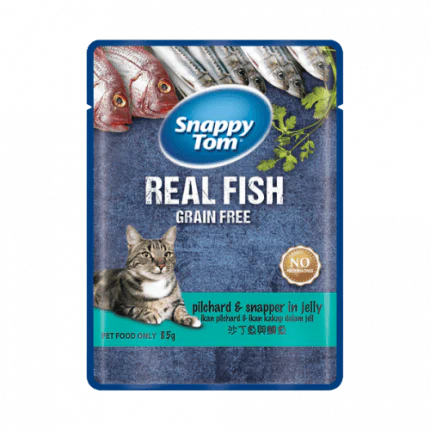 Snappy
Tom®
REAL FISH
GRAIN FREE
NO
pilchard & snapper in jelly
ikan pilchard & ikan kakap dalam jeli
沙丁魚與鯛魚
PET FOOD ONLY 85g